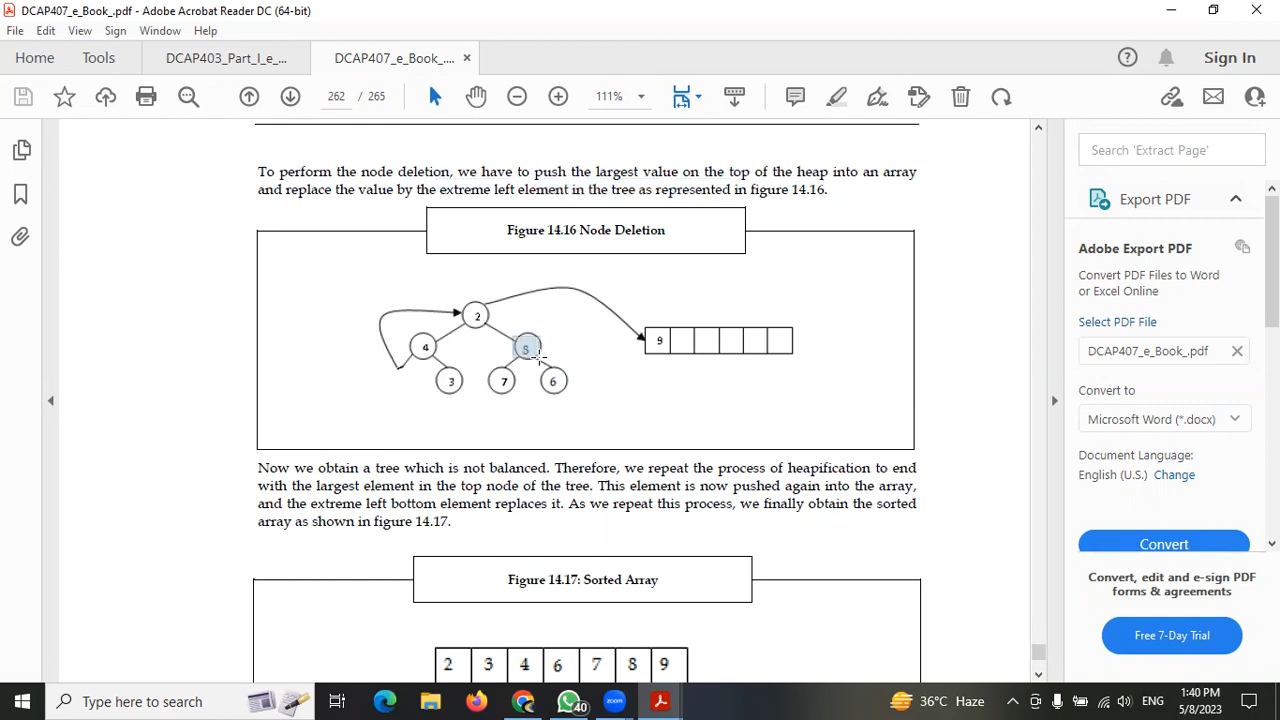 DCAP407_e_Book_.pdf - Adobe Acrobat Reader DC (64-bit)
File Edit View Sign Window Help
Home Tools DCAP403_Part_I_e_... DCAP407_e_Book_.... × Sign In
262 / 265 111%
To perform the node deletion, we have to push the largest value on the top of the heap into an array
and replace the value by the extreme left element in the tree as represented in figure 14.16.
Figure 14.16 Node Deletion
2
4 8 9
3 7 6
Now we obtain a tree which is not balanced. Therefore, we repeat the process of heapification to end
with the largest element in the top node of the tree. This element is now pushed again into the array,
and the extreme left bottom element replaces it. As we repeat this process, we finally obtain the sorted
array as shown in figure 14.17.
Figure 14.17: Sorted Array
2 3 4 6 7 8 9
Search 'Extract Page'
Export PDF
Adobe Export PDF
Convert PDF Files to Word
or Excel Online
Select PDF File
DCAP407_e_Book_.pdf
Convert to
Microsoft Word (*.docx)
Document Language:
English (U.S.) Change
Convert
Convert, edit and e-sign PDF
forms & agreements
Free 7-Day Trial
Type here to search
40
zoom
36°C Haze
ENG
1:40 PM
5/8/2023